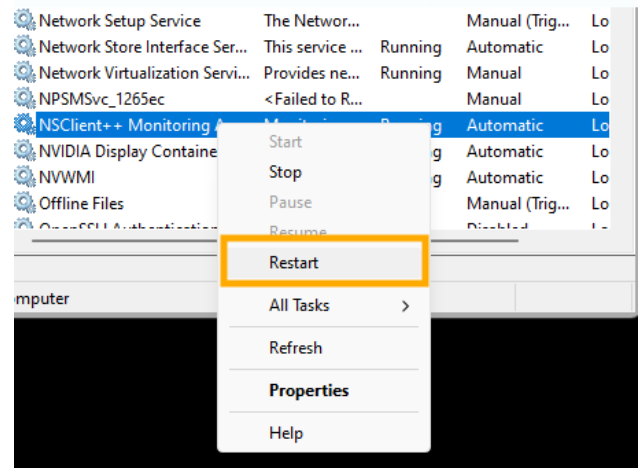 Network Setup Service The Networ... Manual (Trig... Lo
Network Store Interface Ser... This service ... Running Automatic Lo
Network Virtualization Servi... Provides ne... Running Manual Lo
NPSMSvc_1265ec <Failed to R... Manual Lo
NSClient++ Monitoring Automatic Lo
NVIDIA Display Containe g Automatic Lo
NVWMI g Automatic Lo
Offline Files Manual (Trig... Lo
Start
Stop
Pause
Resume
Restart
All Tasks
Refresh
Properties
Help
omputer